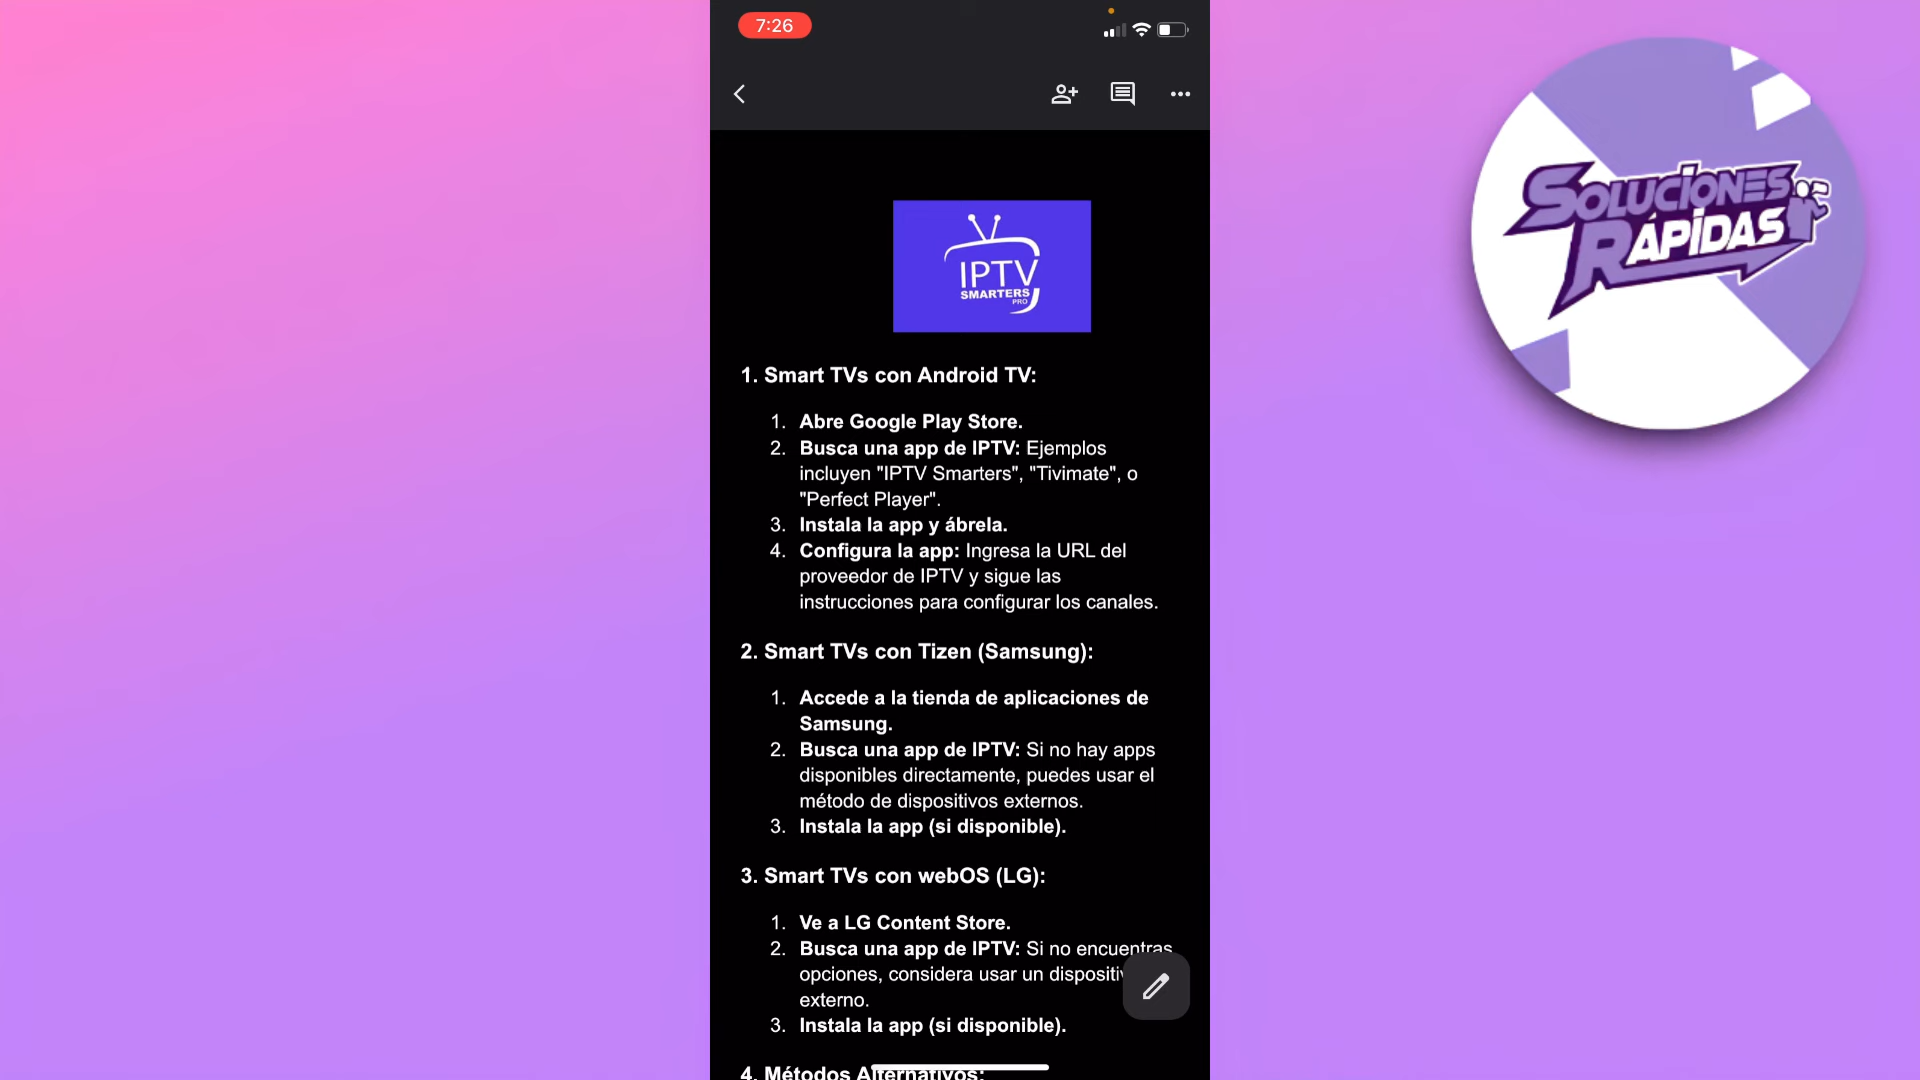 7:26
SOLUCIONES
RÁPIDAS
IPTV
SMARTERS
PRO
1. Smart TVs con Android TV:
1. Abre Google Play Store.
2. Busca una app de IPTV: Ejemplos
incluyen "IPTV Smarters", "Tivimate", o
"Perfect Player".
3. Instala la app y ábrela.
4. Configura la app: Ingresa la URL del
proveedor de IPTV y sigue las
instrucciones para configurar los canales.
2. Smart TVs con Tizen (Samsung):
1. Accede a la tienda de aplicaciones de
Samsung.
2. Busca una app de IPTV: Si no hay apps
disponibles directamente, puedes usar el
método de dispositivos externos.
3. Instala la app (si disponible).
3. Smart TVs con webOS (LG):
1. Ve a LG Content Store.
2. Busca una app de IPTV: Si no encuentras
opciones, considera usar un dispositiv
externo.
3. Instala la app (si disponible).
4. Métodos Alternativos: